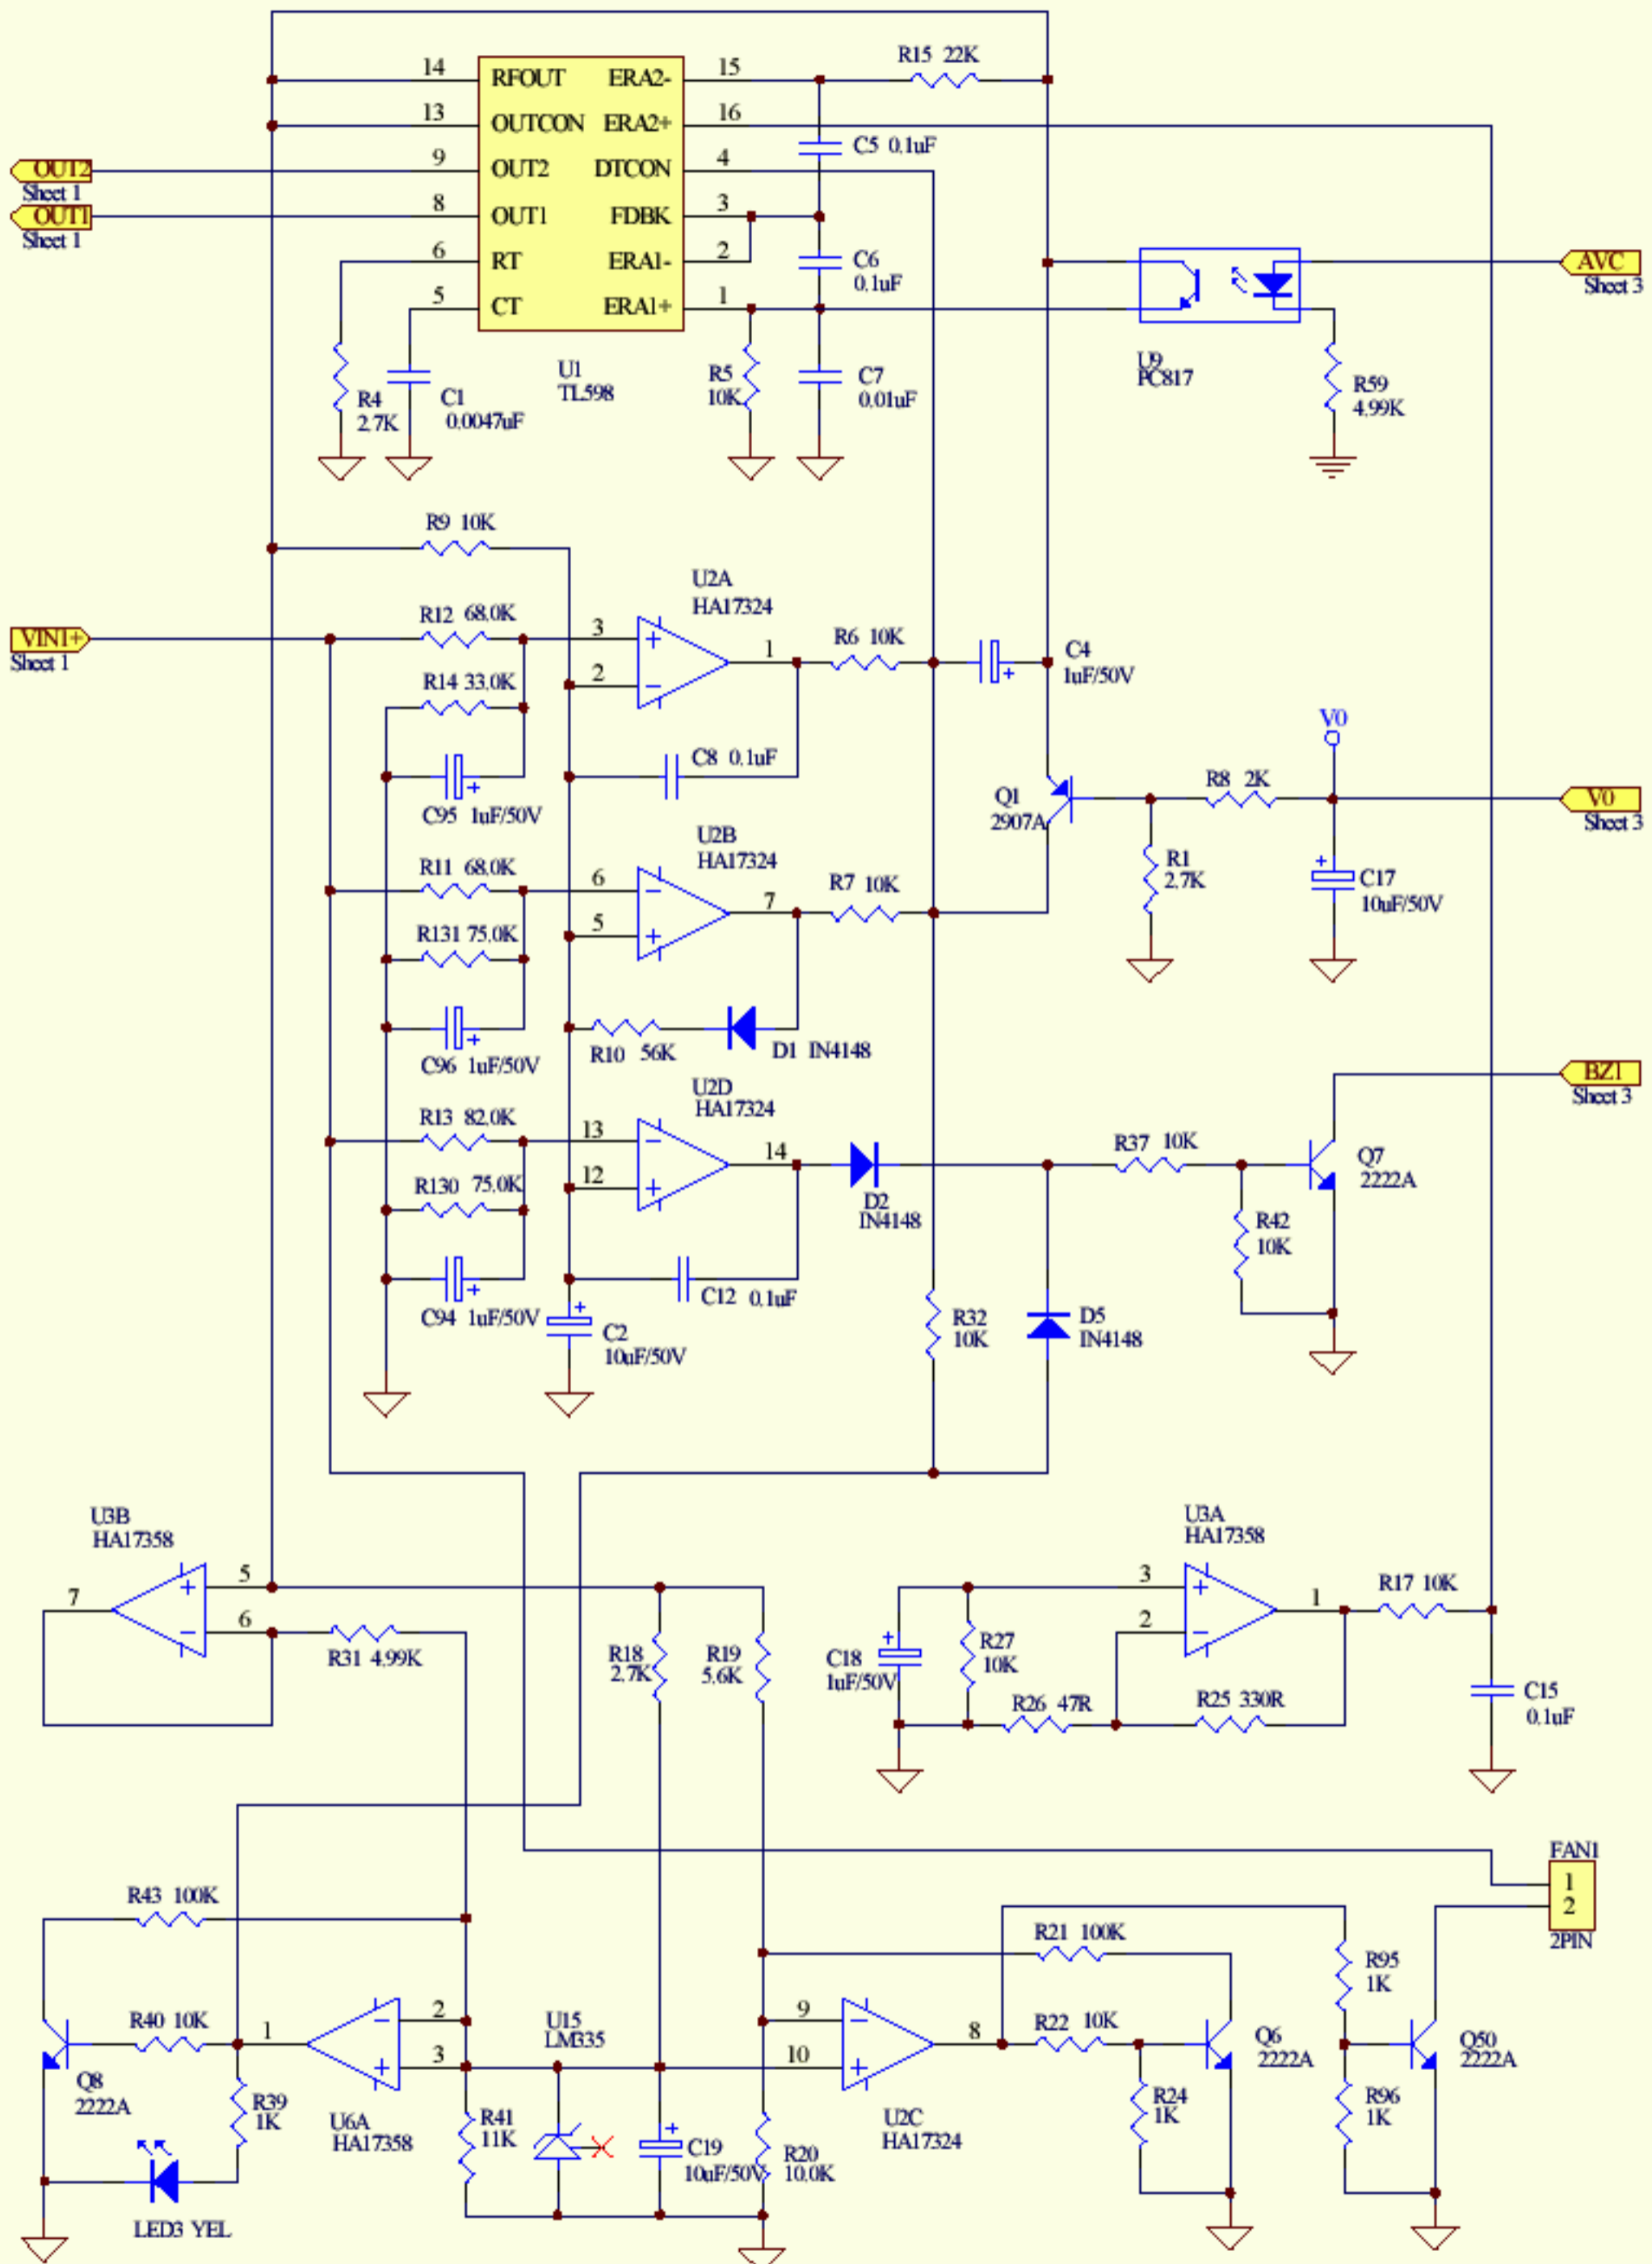 R15 22K
14 RFOUT ERA2- 15
13 OUTCON ERA2+ 16
C5 0.1uF
OUT2 9 OUT2 DTCON 4
Sheet 1
OUT1 8 OUT1 FDBK 3
Sheet 1
6 RT ERA1- 2
C6
0.1uF
AVC
Sheet 3
5 CT ERA1+ 1
U1
TL598
R4
2.7K
C1
0.0047uF
R5
10K
C7
0.01uF
U9
PC817
R59
4.99K
R9 10K
U2A
HA17324
VIN1+
Sheet 1
R12 68.0K
3
+
1
R6 10K
C4
1uF/50V
+
R14 33.0K
2
−
C8 0.1uF
C95 1uF/50V
+
V0
R8 2K
V0
Sheet 3
Q1
2907A
U2B
HA17324
R11 68.0K
6
−
7
R7 10K
R1
2.7K
+
C17
10uF/50V
R131 75.0K
5
+
C96 1uF/50V
+
R10 56K
D1 IN4148
BZ1
Sheet 3
U2D
HA17324
R13 82.0K
13
−
14
D2
IN4148
R37 10K
Q7
2222A
R130 75.0K
12
+
R42
10K
C94 1uF/50V
+
C12 0.1uF
+
C2
10uF/50V
R32
10K
D5
IN4148
U3B
HA17358
7
+
5
−
6
R31 4.99K
R18
2.7K
R19
5.6K
U3A
HA17358
3
+
2
−
1
R17 10K
+
C18
1uF/50V
R27
10K
R26 47R
R25 330R
C15
0.1uF
FAN1
1
2
2PIN
R43 100K
R21 100K
R95
1K
R40 10K
1
−
2
+
3
U15
LM335
9
−
10
+
8
R22 10K
Q6
2222A
Q50
2222A
Q8
2222A
R39
1K
U6A
HA17358
R41
11K
+
C19
10uF/50V
R20
10.0K
U2C
HA17324
R24
1K
R96
1K
LED3 YEL